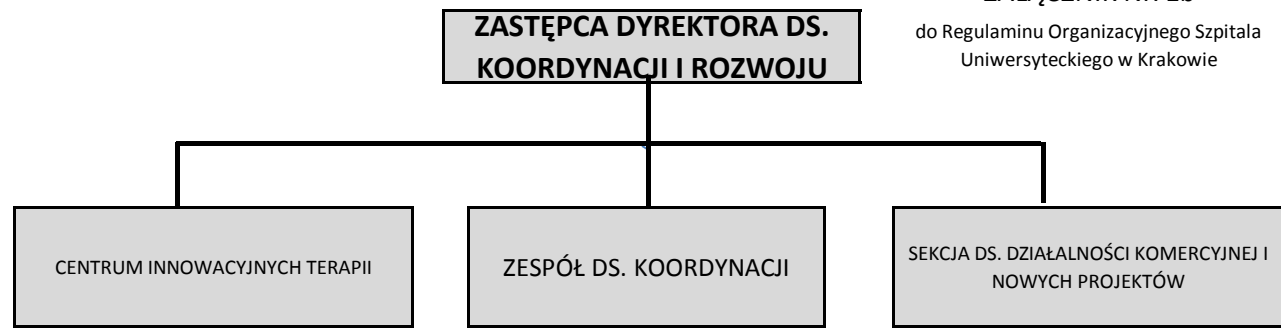 ZASTĘPCA DYREKTORA DS.
KOORDYNACJI I ROZWOJU
do Regulaminu Organizacyjnego Szpitala
Uniwersyteckiego w Krakowie
CENTRUM INNOWACYJNYCH TERAPII
ZESPÓŁ DS. KOORDYNACJI
SEKCJA DS. DZIAŁALNOŚCI KOMERCYJNEJ I
NOWYCH PROJEKTÓW